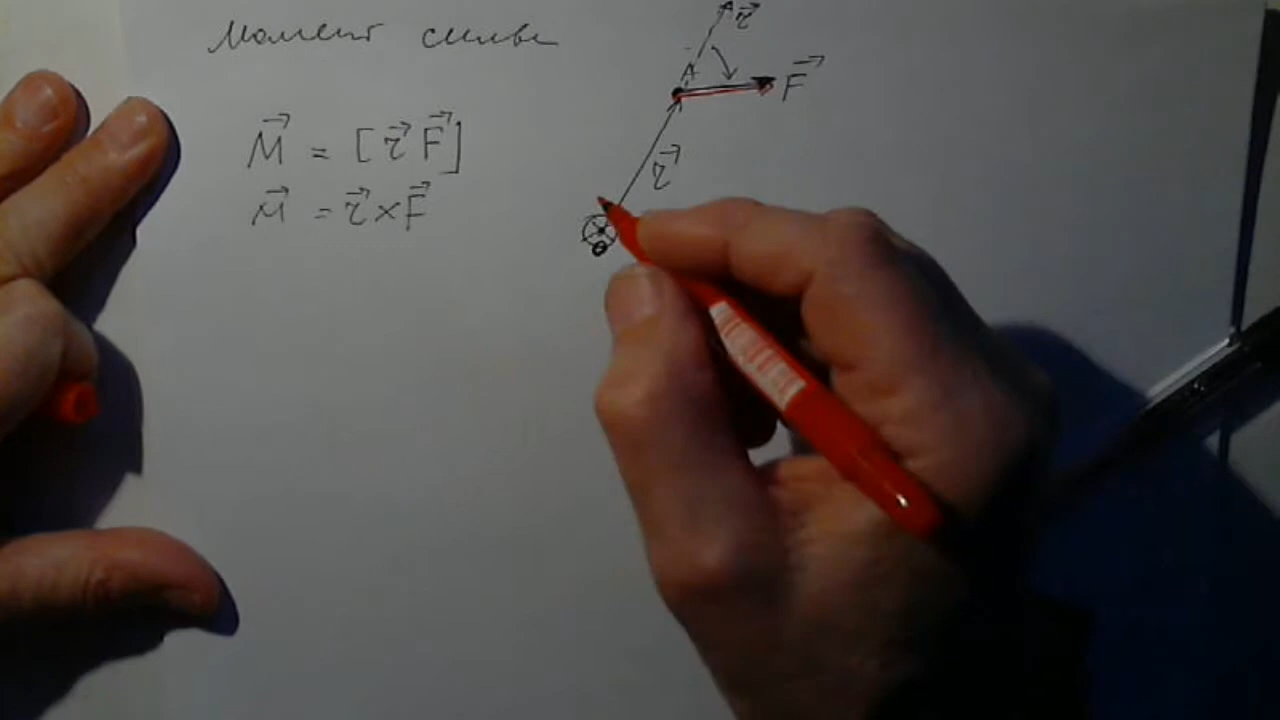 Момент силы
M⃗ = [r⃗ F⃗]
M⃗ = r⃗ × F⃗
r⃗
A
F⃗
r⃗
O